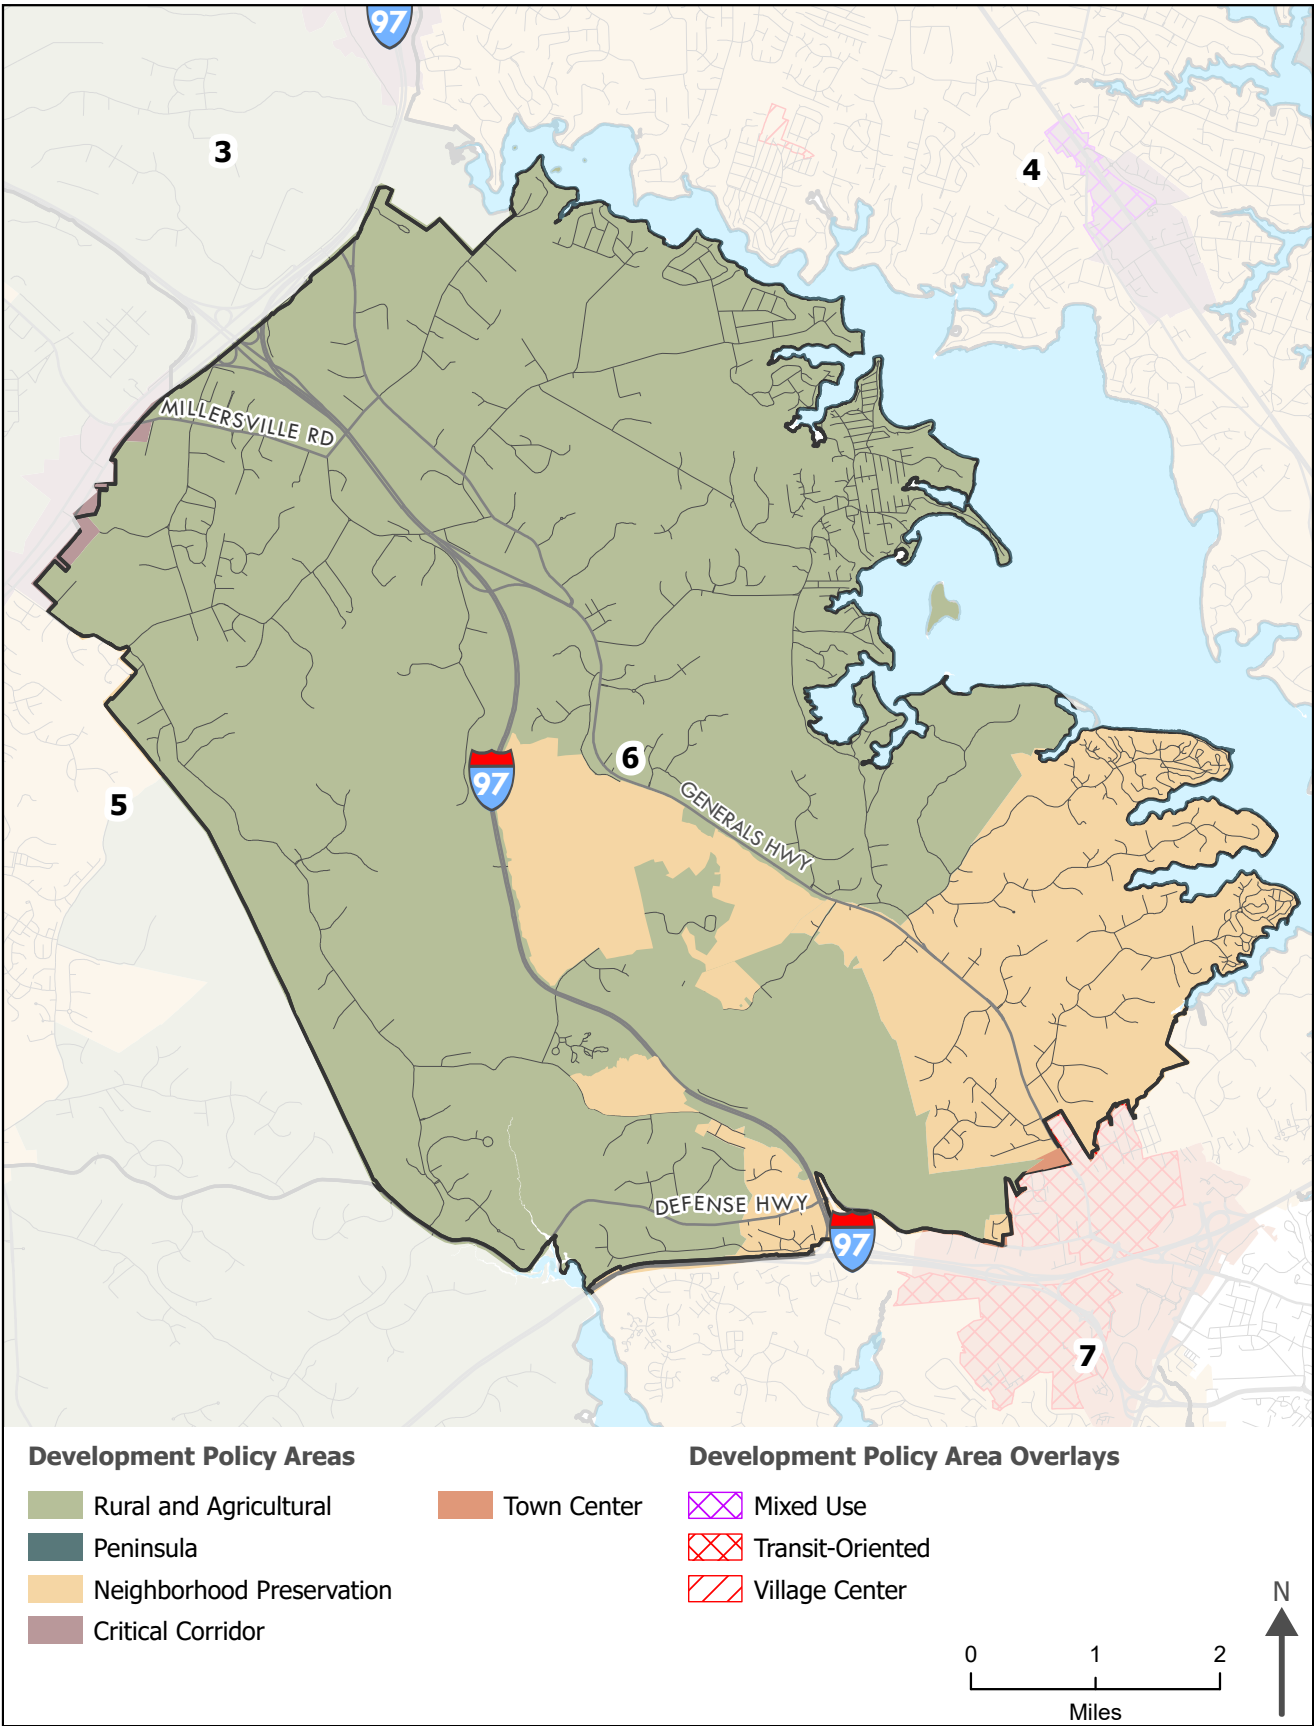 97
3
4
MILLERSVILLE RD
6
97
GENERALS HWY
5
DEFENSE HWY
97
7
Development Policy Areas
Rural and Agricultural
Peninsula
Neighborhood Preservation
Critical Corridor
Town Center
Development Policy Area Overlays
Mixed Use
Transit-Oriented
Village Center
N
0 1 2
Miles